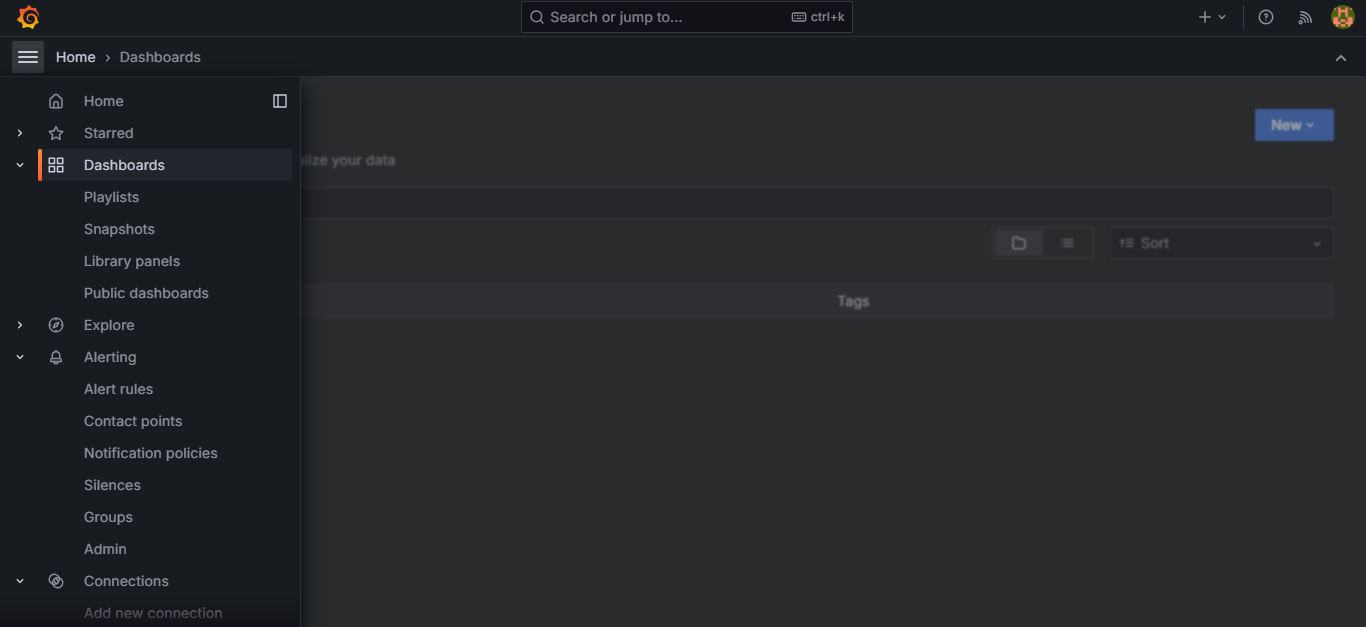 Search or jump to... ctrl+k
Home › Dashboards
Home
Starred
Dashboards
Playlists
Snapshots
Library panels
Public dashboards
Explore
Alerting
Alert rules
Contact points
Notification policies
Silences
Groups
Admin
Connections
Add new connection
New
your data
Sort
Tags